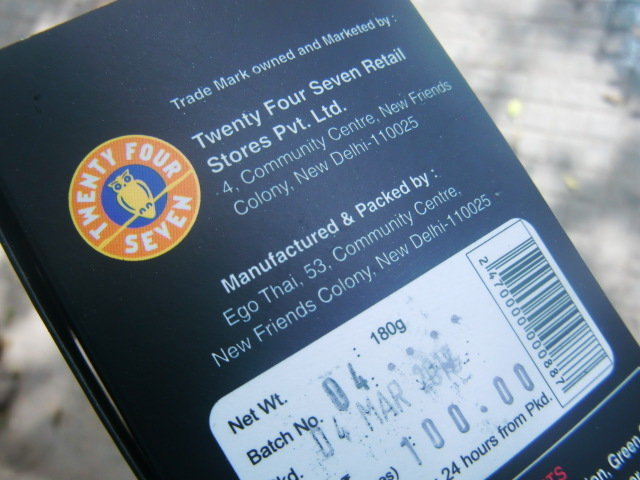 Trade Mark owned and Marketed by :
Twenty Four Seven Retail
Stores Pvt. Ltd.
4, Community Centre, New Friends
Colony, New Delhi-110025
TWENTY FOUR
SEVEN
Manufactured & Packed by :
Ego Thai, 53, Community Centre,
New Friends Colony, New Delhi-110025
Net Wt. 180g
Batch No. 04
04 MAR
100.00
24 hours from Pkd.
2470000000887
Green